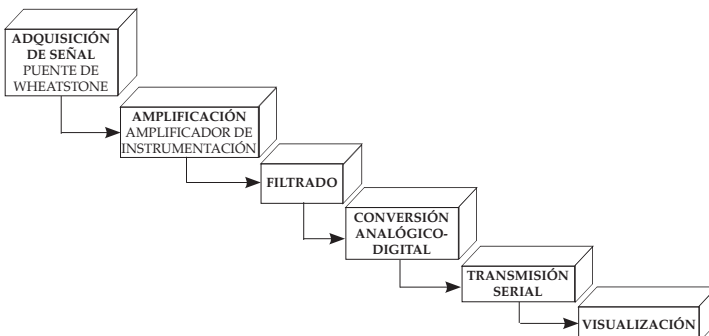 ADQUISICIÓN
DE SEÑAL
PUENTE DE
WHEATSTONE
AMPLIFICACIÓN
AMPLIFICADOR DE
INSTRUMENTACIÓN
FILTRADO
CONVERSIÓN
ANALÓGICO-
DIGITAL
TRANSMISIÓN
SERIAL
VISUALIZACIÓN